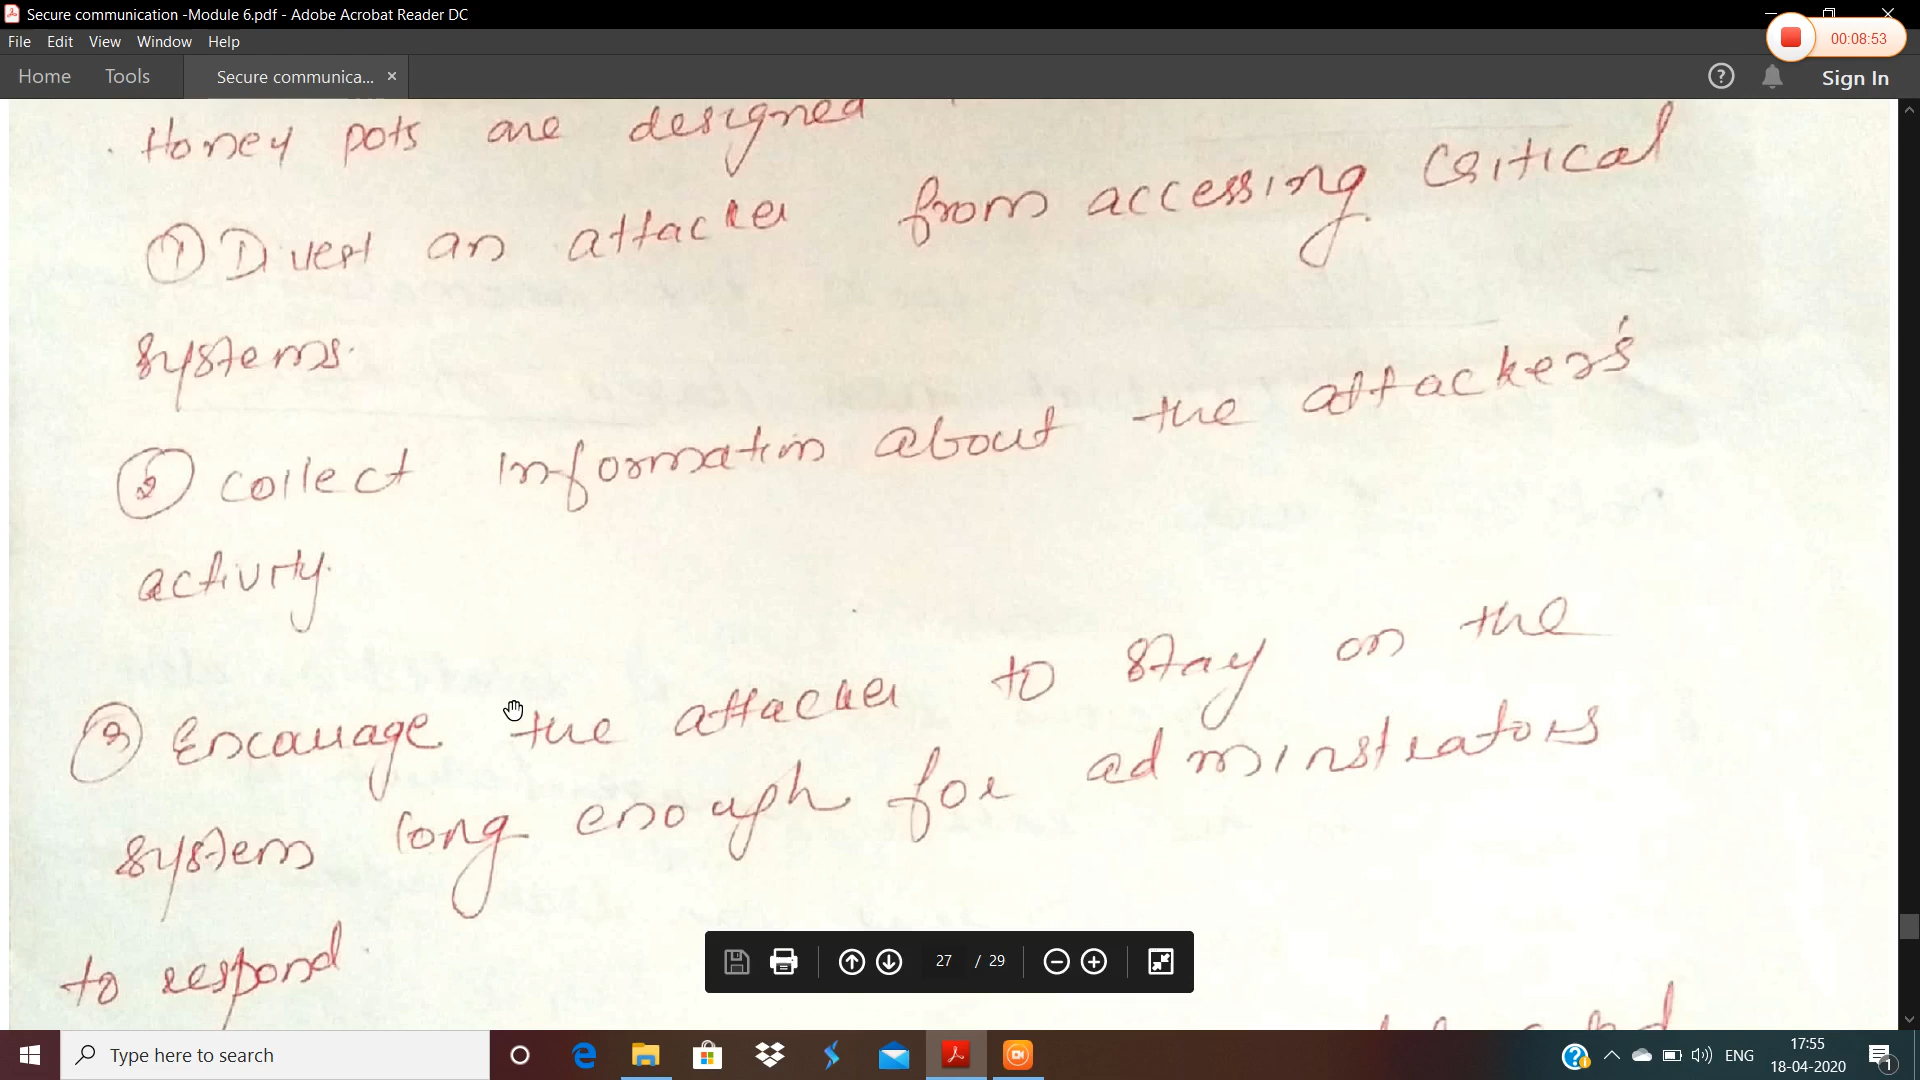 Secure communication -Module 6.pdf - Adobe Acrobat Reader DC
File Edit View Window Help
00:08:53
Home Tools Secure communica... × ? Sign In
Honey pots are designed
① Divert an attacker from accessing critical
systems.
② collect information about the attacker's
activity.
③ Encourage the attacker to stay on the
system long enough for adminstrators
to respond.
27 / 29
Type here to search
ENG
17:55
18-04-2020
1